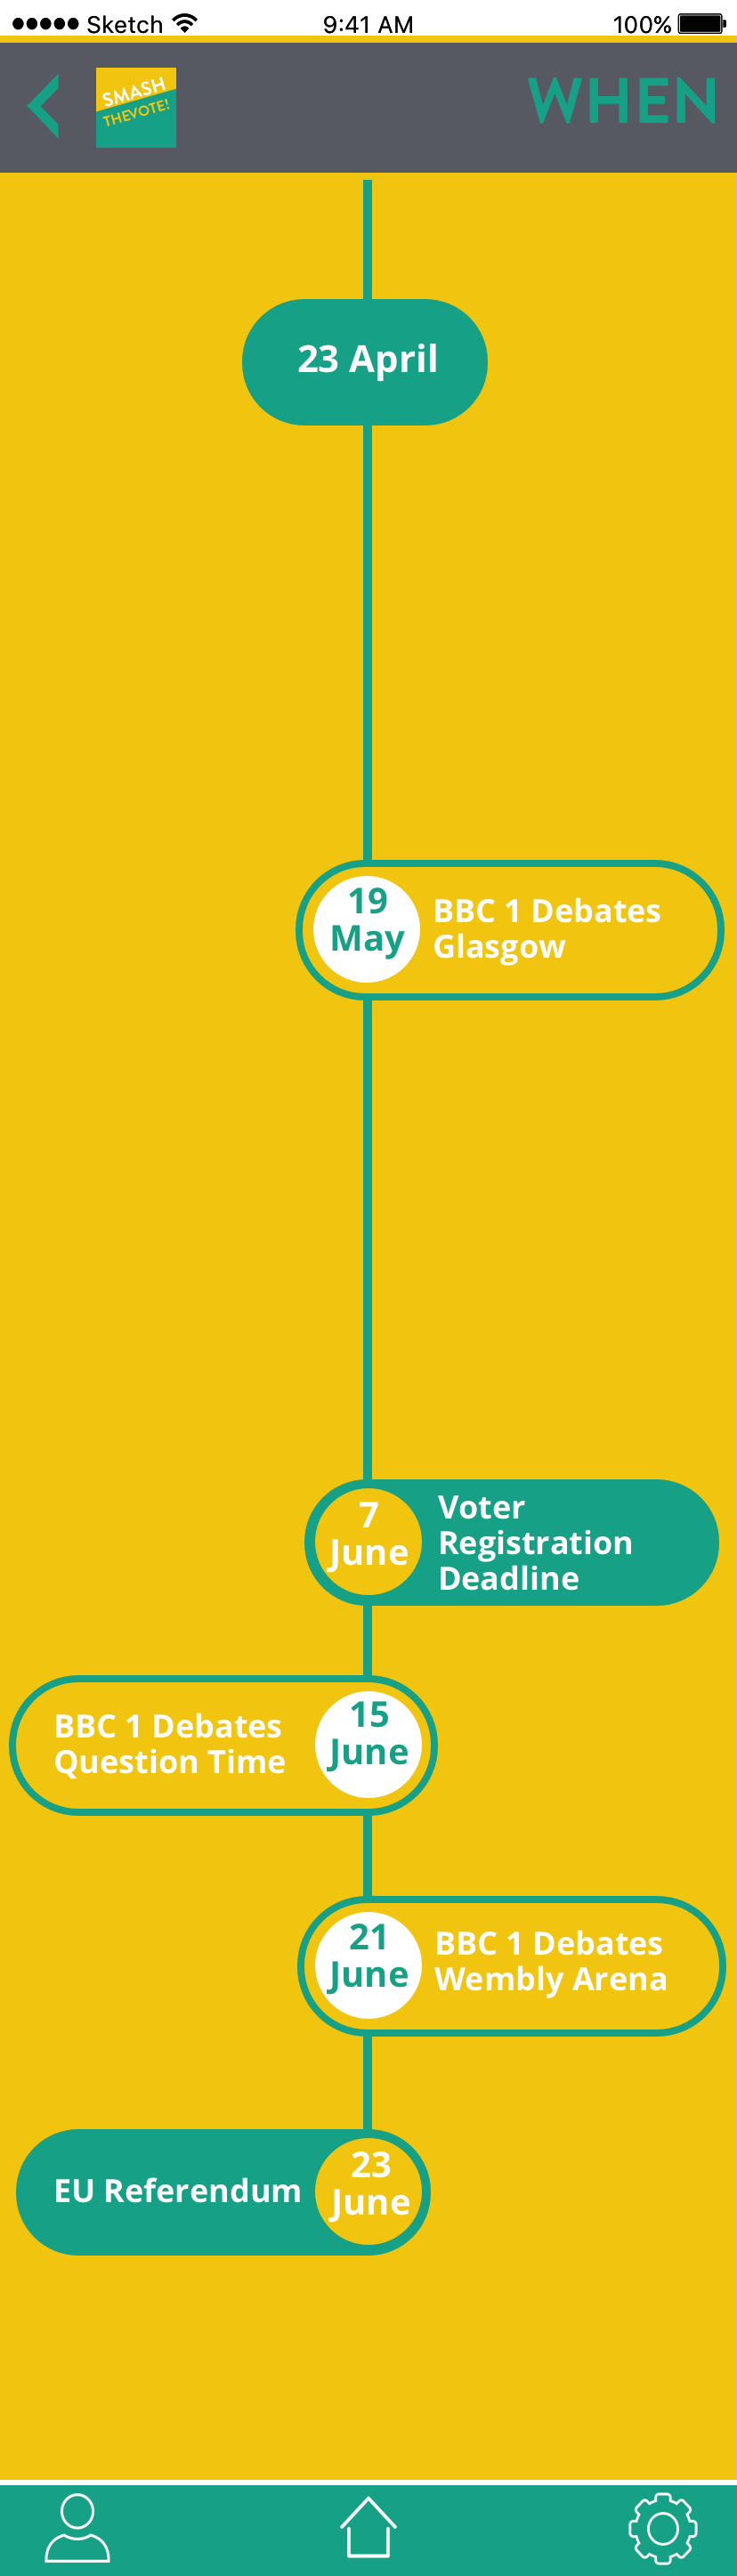 Sketch 9:41 AM 100%
SMASH
THEVOTE!
WHEN
23 April
19
May
BBC 1 Debates
Glasgow
7
June
Voter
Registration
Deadline
BBC 1 Debates
Question Time
15
June
21
June
BBC 1 Debates
Wembly Arena
EU Referendum
23
June